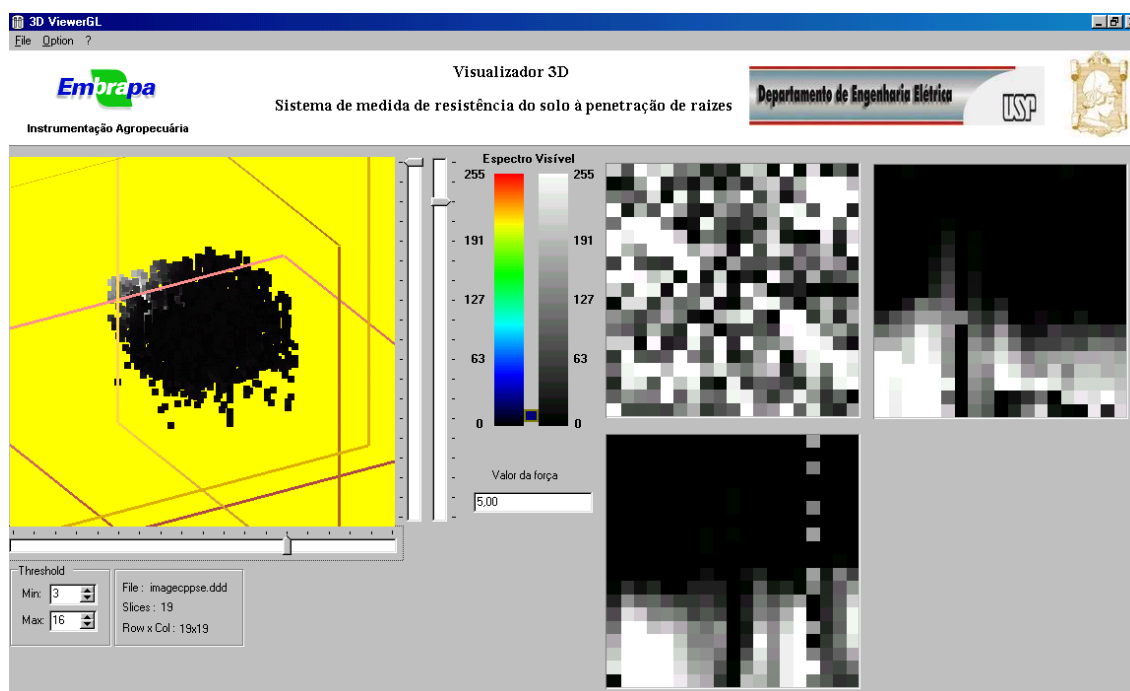 3D ViewerGL
File Option ?
Embrapa
Instrumentação Agropecuária
Visualizador 3D
Sistema de medida de resistência do solo à penetração de raizes
Departamento de Engenharia Elétrica
USP
Espectro Visível
255 255
191 191
127 127
63 63
0 0
Valor da força
5,00
Threshold
Min: 3
Max: 16
File : imagecppse.ddd
Slices : 19
Row x Col : 19x19